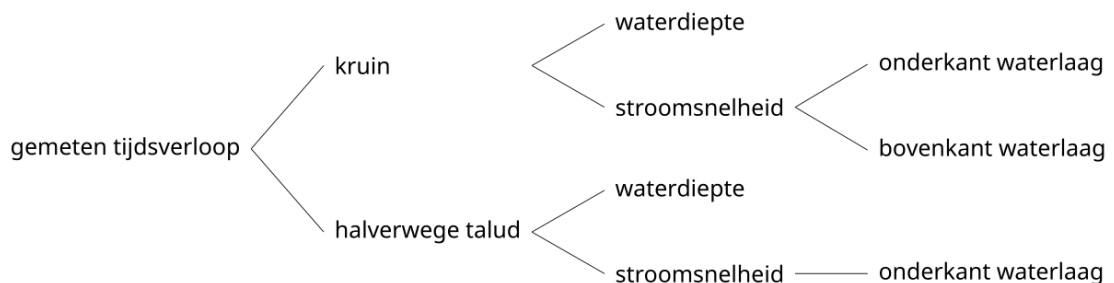 gemeten tijdsverloop
kruin
waterdiepte
stroomsnelheid
onderkant waterlaag
bovenkant waterlaag
halverwege talud
waterdiepte
stroomsnelheid
onderkant waterlaag